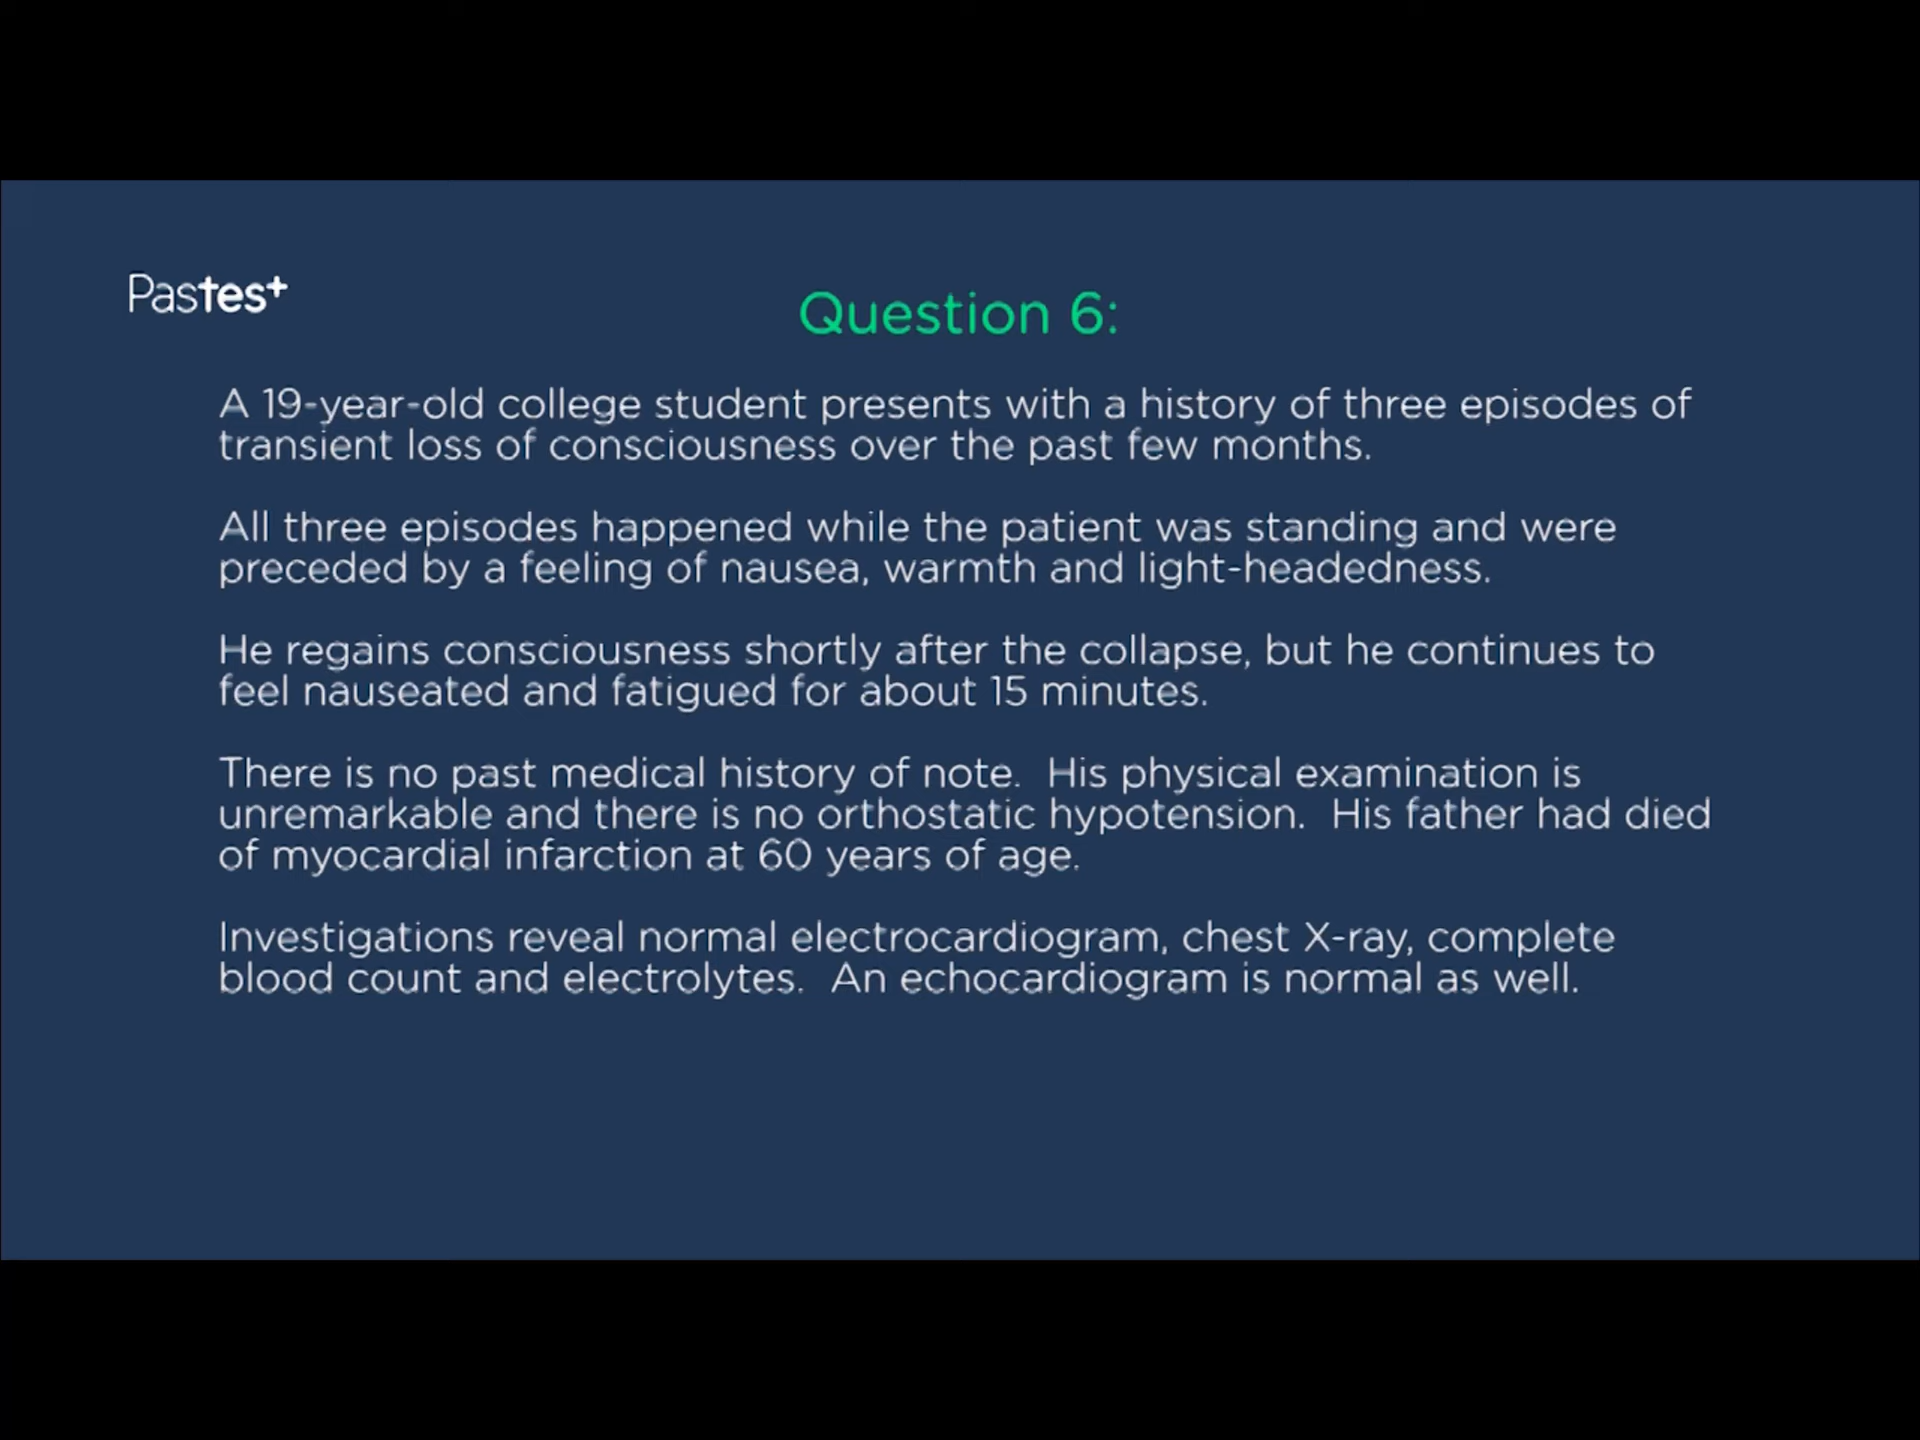 Pastes+
Question 6:
A 19-year-old college student presents with a history of three episodes of
transient loss of consciousness over the past few months.
All three episodes happened while the patient was standing and were
preceded by a feeling of nausea, warmth and light-headedness.
He regains consciousness shortly after the collapse, but he continues to
feel nauseated and fatigued for about 15 minutes.
There is no past medical history of note.  His physical examination is
unremarkable and there is no orthostatic hypotension.  His father had died
of myocardial infarction at 60 years of age.
Investigations reveal normal electrocardiogram, chest X-ray, complete
blood count and electrolytes.  An echocardiogram is normal as well.